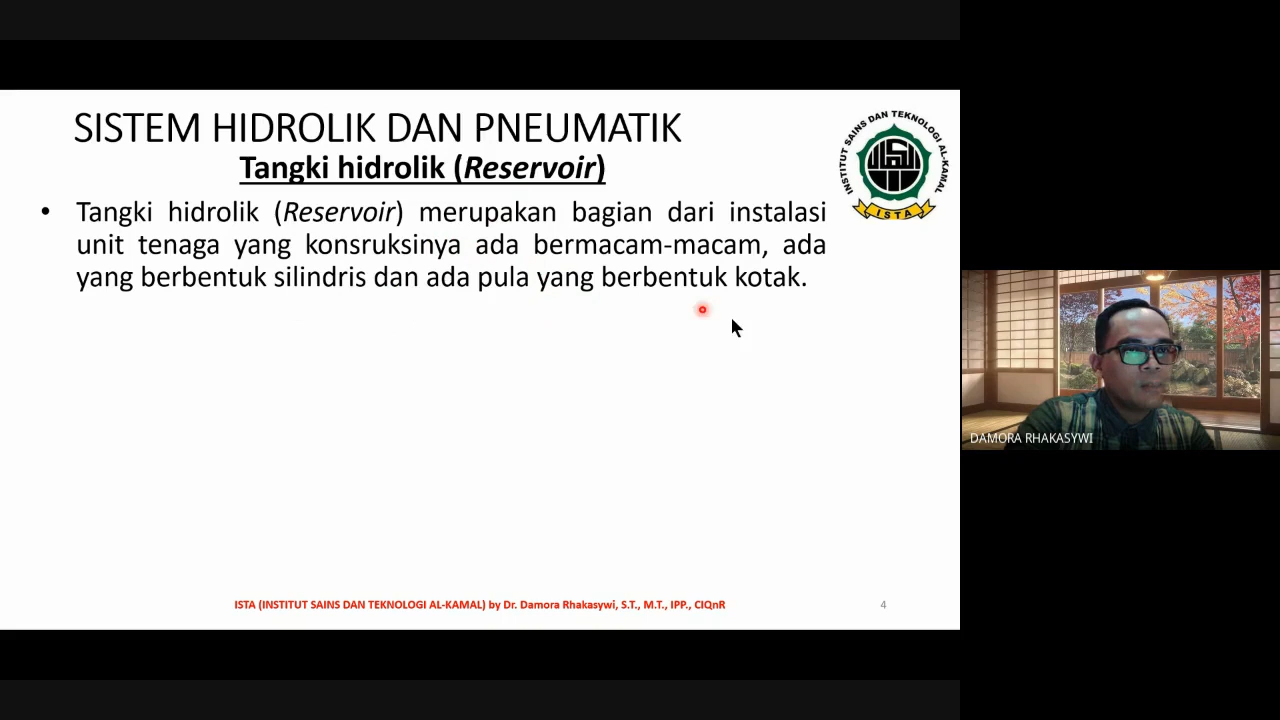 SISTEM HIDROLIK DAN PNEUMATIK
Tangki hidrolik (Reservoir)
• Tangki hidrolik (Reservoir) merupakan bagian dari instalasi
unit tenaga yang konsruksinya ada bermacam-macam, ada
yang berbentuk silindris dan ada pula yang berbentuk kotak.
INSTITUT SAINS DAN TEKNOLOGI AL-KAMAL
ISTA
DAMORA RHAKASYWI
ISTA (INSTITUT SAINS DAN TEKNOLOGI AL-KAMAL) by Dr. Damora Rhakasywi, S.T., M.T., IPP., CIQnR
4